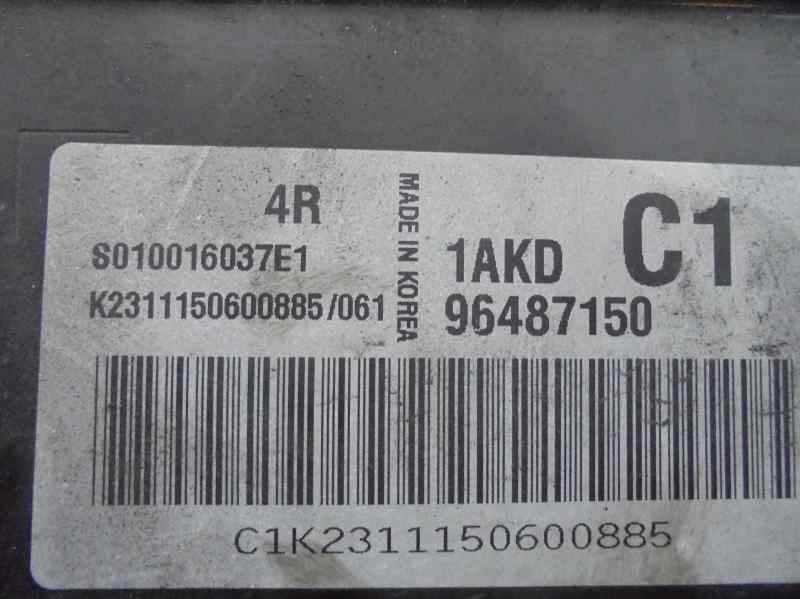 4R
S010016037E1
K2311150600885/061
MADE IN KOREA
1AKD C1
96487150
C1K2311150600885